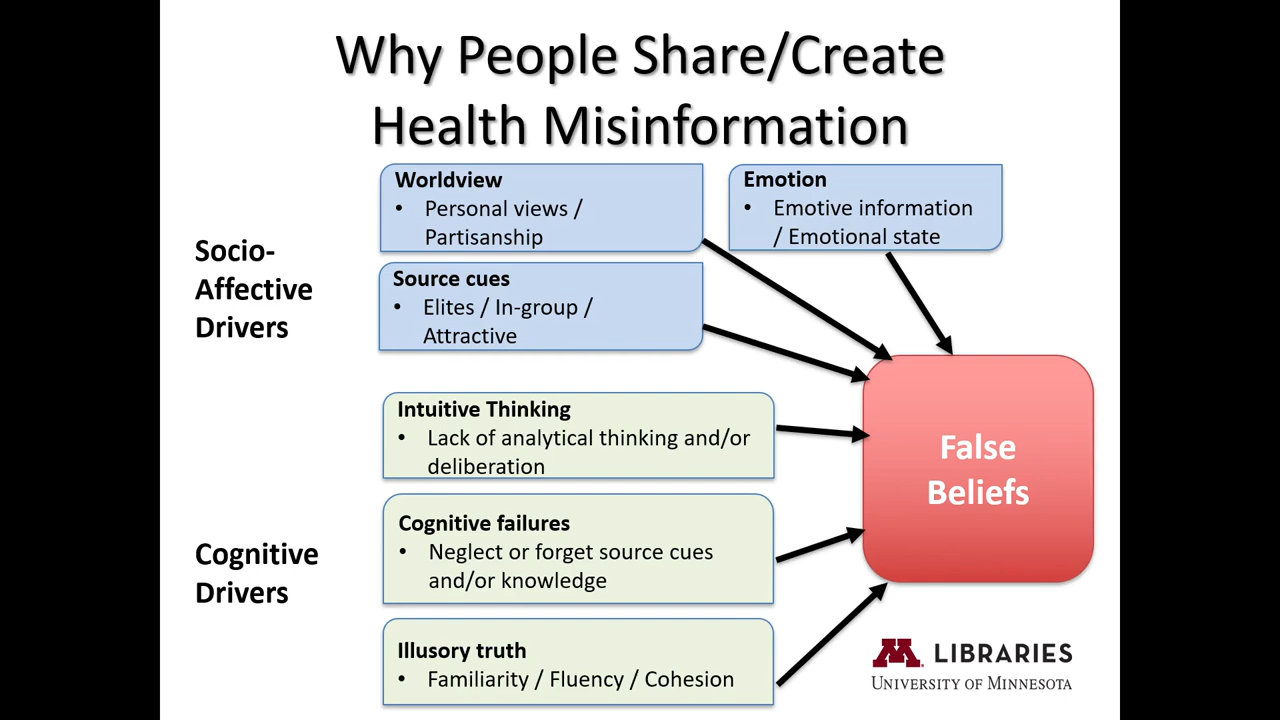 Why People Share/Create
Health Misinformation
Socio-
Affective
Drivers
Worldview
• Personal views /
Partisanship
Emotion
• Emotive information
/ Emotional state
Source cues
• Elites / In-group /
Attractive
Cognitive
Drivers
Intuitive Thinking
• Lack of analytical thinking and/or
deliberation
Cognitive failures
• Neglect or forget source cues
and/or knowledge
Illusory truth
• Familiarity / Fluency / Cohesion
False
Beliefs
M LIBRARIES
UNIVERSITY OF MINNESOTA